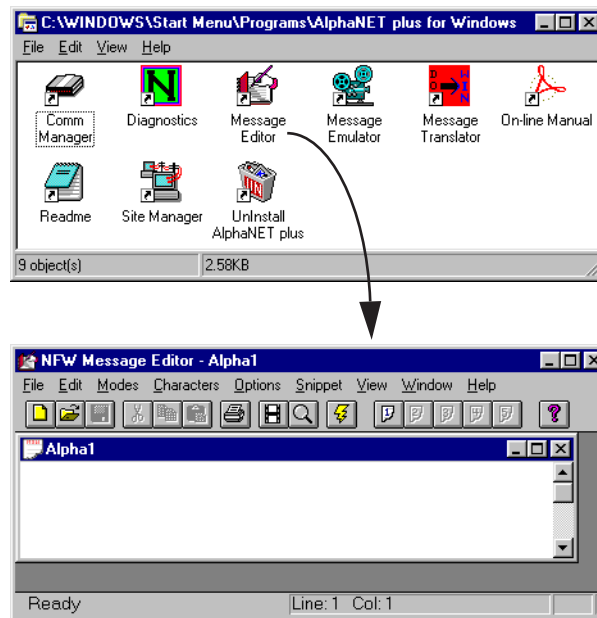 C:\WINDOWS\Start Menu\Programs\AlphaNET plus for Windows
File Edit View Help
Comm Manager
Diagnostics
Message Editor
Message Emulator
Message Translator
On-line Manual
Readme
Site Manager
UnInstall AlphaNET plus
9 object(s) 2.58KB
NFW Message Editor - Alpha1
File Edit Modes Characters Options Snippet View Window Help
Alpha1
Ready Line: 1 Col: 1